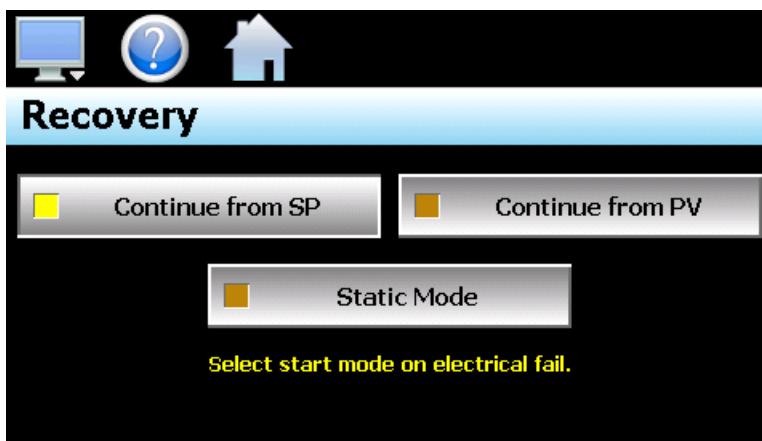 ?
Recovery
Continue from SP
Continue from PV
Static Mode
Select start mode on electrical fail.